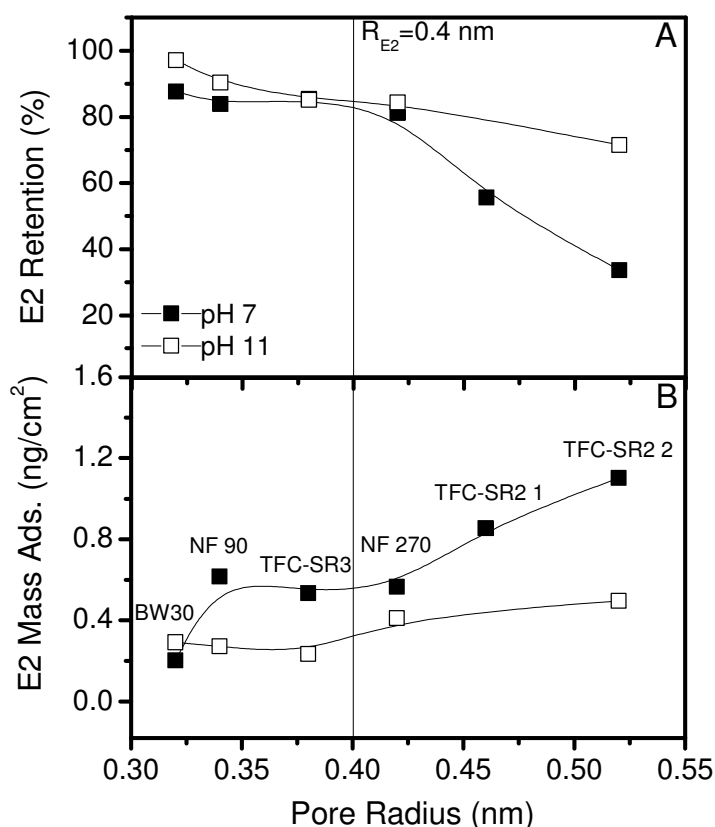 R_E2=0.4 nm
A
100
80
60
40
20
E2 Retention (%)
pH 7
pH 11
1.6
B
1.2
0.8
0.4
0.0
E2 Mass Ads. (ng/cm²)
TFC-SR2 2
TFC-SR2 1
NF 90
NF 270
TFC-SR3
BW30
0.30 0.35 0.40 0.45 0.50 0.55
Pore Radius (nm)